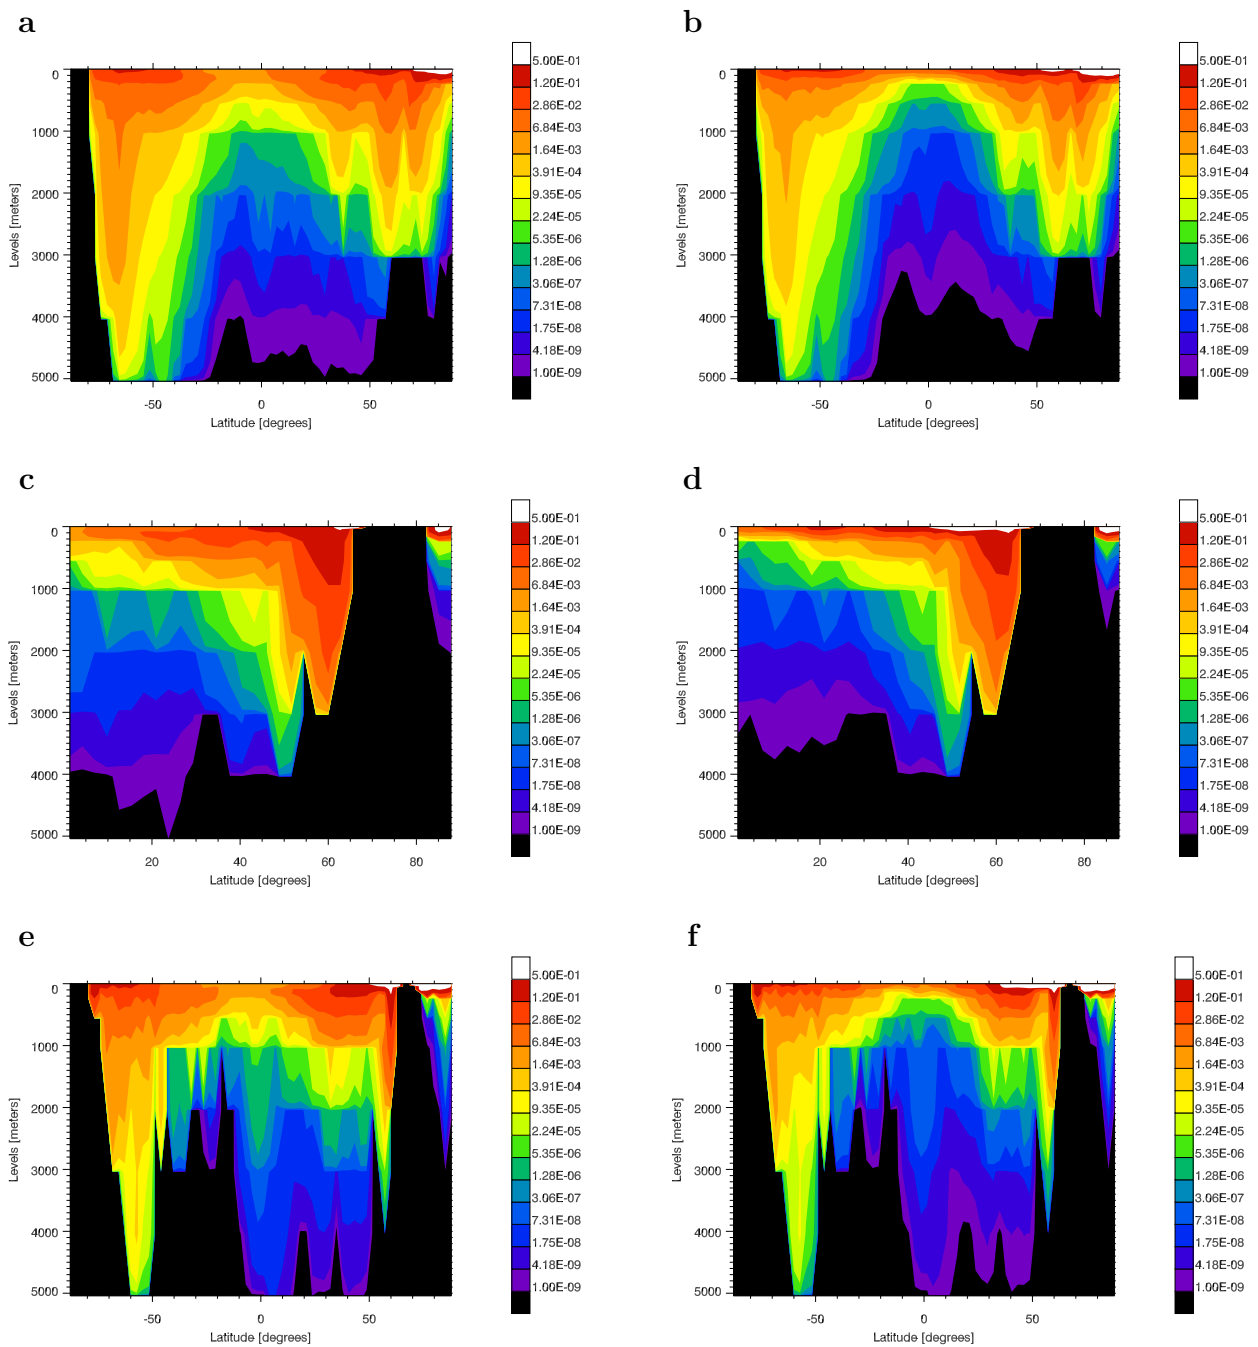 a
b
0
1000
2000
3000
4000
5000
Levels [meters]
-50
0
50
Latitude [degrees]
5.00E-01
1.20E-01
2.86E-02
6.84E-03
1.64E-03
3.91E-04
9.35E-05
2.24E-05
5.35E-06
1.28E-06
3.06E-07
7.31E-08
1.75E-08
4.18E-09
1.00E-09
0
1000
2000
3000
4000
5000
Levels [meters]
-50
0
50
Latitude [degrees]
5.00E-01
1.20E-01
2.86E-02
6.84E-03
1.64E-03
3.91E-04
9.35E-05
2.24E-05
5.35E-06
1.28E-06
3.06E-07
7.31E-08
1.75E-08
4.18E-09
1.00E-09
c
d
0
1000
2000
3000
4000
5000
Levels [meters]
20
40
60
80
Latitude [degrees]
5.00E-01
1.20E-01
2.86E-02
6.84E-03
1.64E-03
3.91E-04
9.35E-05
2.24E-05
5.35E-06
1.28E-06
3.06E-07
7.31E-08
1.75E-08
4.18E-09
1.00E-09
0
1000
2000
3000
4000
5000
Levels [meters]
20
40
60
80
Latitude [degrees]
5.00E-01
1.20E-01
2.86E-02
6.84E-03
1.64E-03
3.91E-04
9.35E-05
2.24E-05
5.35E-06
1.28E-06
3.06E-07
7.31E-08
1.75E-08
4.18E-09
1.00E-09
e
f
0
1000
2000
3000
4000
5000
Levels [meters]
-50
0
50
Latitude [degrees]
5.00E-01
1.20E-01
2.86E-02
6.84E-03
1.64E-03
3.91E-04
9.35E-05
2.24E-05
5.35E-06
1.28E-06
3.06E-07
7.31E-08
1.75E-08
4.18E-09
1.00E-09
0
1000
2000
3000
4000
5000
Levels [meters]
-50
0
50
Latitude [degrees]
5.00E-01
1.20E-01
2.86E-02
6.84E-03
1.64E-03
3.91E-04
9.35E-05
2.24E-05
5.35E-06
1.28E-06
3.06E-07
7.31E-08
1.75E-08
4.18E-09
1.00E-09